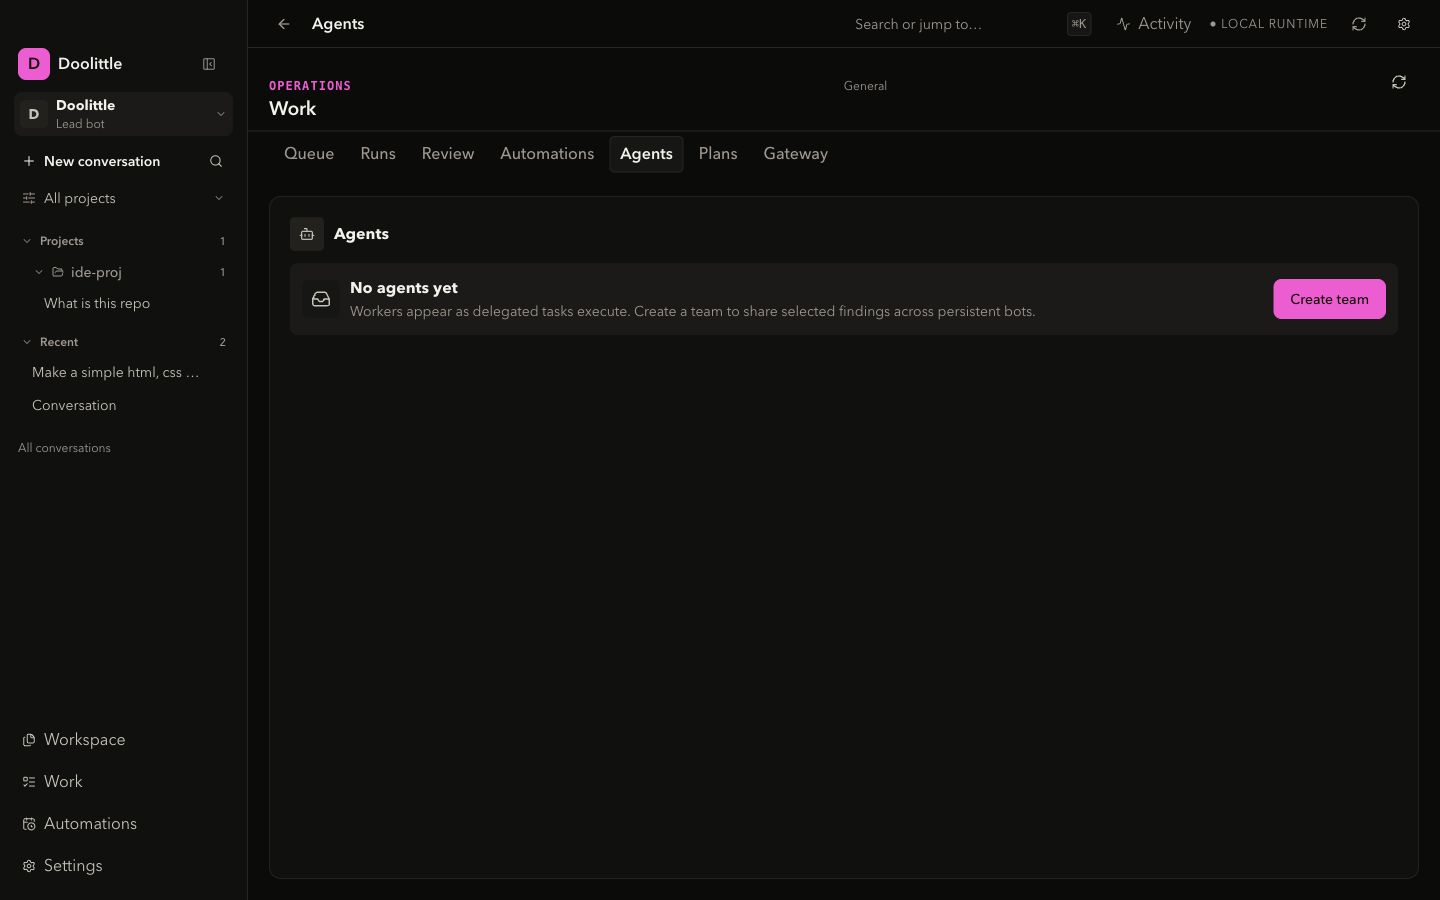 Agents
Search or jump to…
⌘K
Activity
LOCAL RUNTIME
D
Doolittle
D
Doolittle
Lead bot
New conversation
All projects
Projects
1
ide-proj
1
What is this repo
Recent
2
Make a simple html, css …
Conversation
All conversations
Workspace
Work
Automations
Settings
OPERATIONS
Work
General
Queue
Runs
Review
Automations
Agents
Plans
Gateway
Agents
No agents yet
Workers appear as delegated tasks execute. Create a team to share selected findings across persistent bots.
Create team